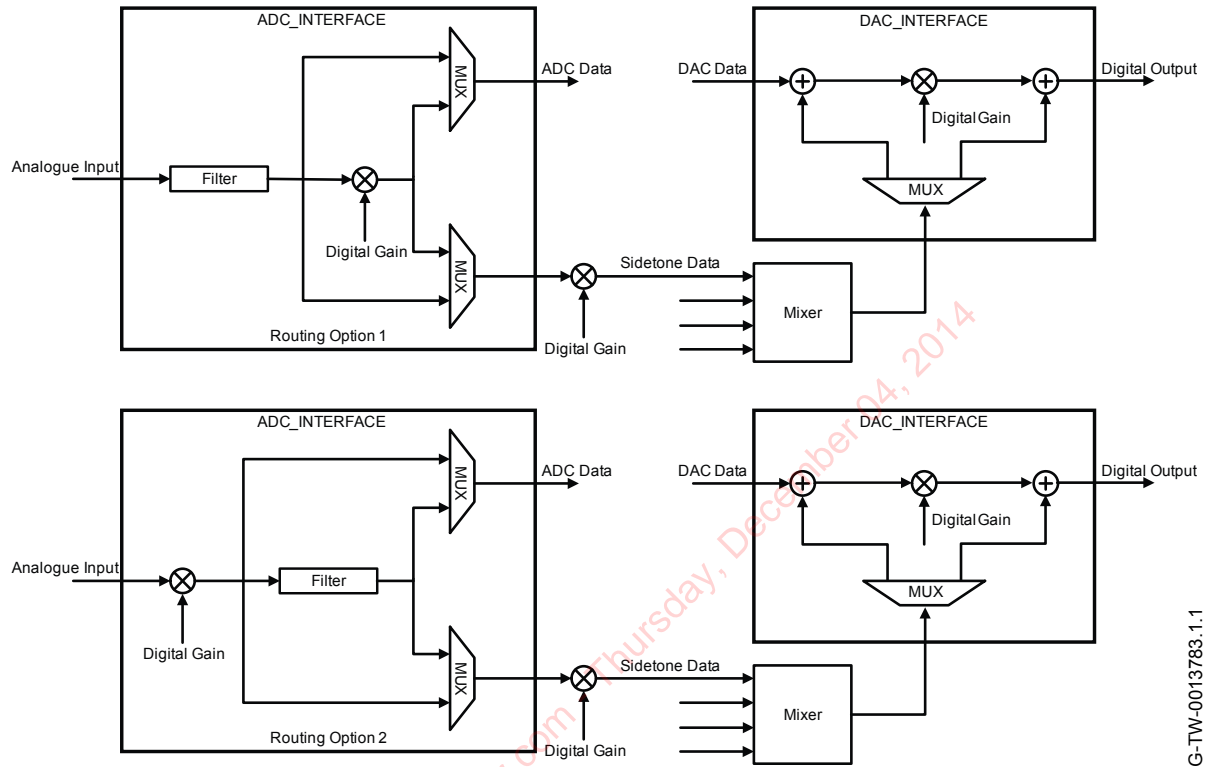 ADC_INTERFACE
DAC_INTERFACE
MUX
ADC Data
DAC Data
Digital Output
Digital Gain
Analogue Input
Filter
MUX
Digital Gain
MUX
Sidetone Data
Mixer
Routing Option 1
Digital Gain
ADC_INTERFACE
DAC_INTERFACE
MUX
ADC Data
DAC Data
Digital Output
Digital Gain
Analogue Input
Filter
MUX
Digital Gain
MUX
Sidetone Data
Mixer
Routing Option 2
Digital Gain
com - Thursday, December 04, 2014
G-TW-0013783.1.1